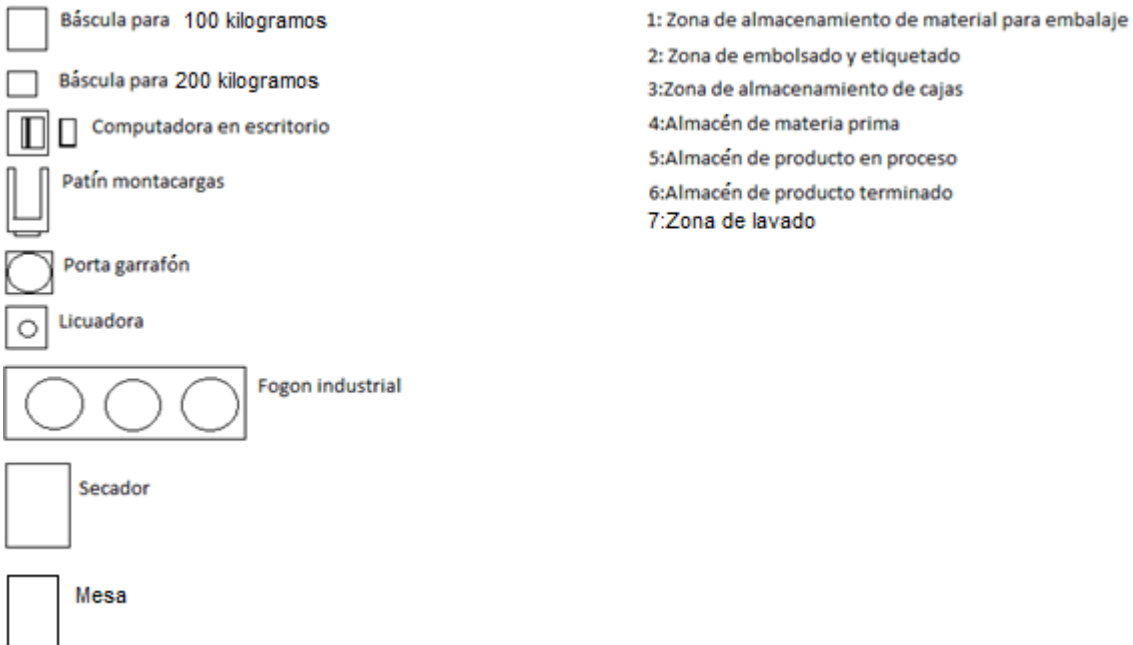 Báscula para 100 kilogramos
Báscula para 200 kilogramos
Computadora en escritorio
Patín montacargas
Porta garrafón
Licuadora
Fogon industrial
Secador
Mesa
1: Zona de almacenamiento de material para embalaje
2: Zona de embolsado y etiquetado
3:Zona de almacenamiento de cajas
4:Almacén de materia prima
5:Almacén de producto en proceso
6:Almacén de producto terminado
7:Zona de lavado